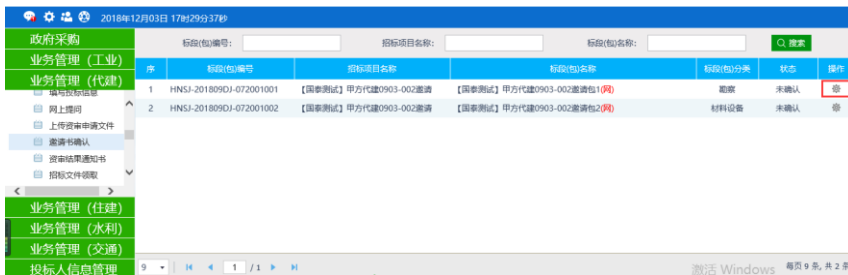 2018年12月03日 17时29分37秒
政府采购
业务管理（工业）
业务管理（代建）
填写投标信息
网上提问
上传资审申请文件
邀请书确认
资审结果通知书
招标文件领取
业务管理（住建）
业务管理（水利）
业务管理（交通）
投标人信息管理
标段(包)编号： 招标项目名称： 标段(包)名称： 搜索
序 标段(包)编号 招标项目名称 标段(包)名称 标段(包)分类 状态 操作
1 HNSJ-201809DJ-072001001 【国泰测试】甲方代建0903-002邀请 【国泰测试】甲方代建0903-002邀请包1(网) 勘察 未确认
2 HNSJ-201809DJ-072001002 【国泰测试】甲方代建0903-002邀请 【国泰测试】甲方代建0903-002邀请包2(网) 材料设备 未确认
9 1 /1 每页 9 条, 共 2 条
激活 Windows